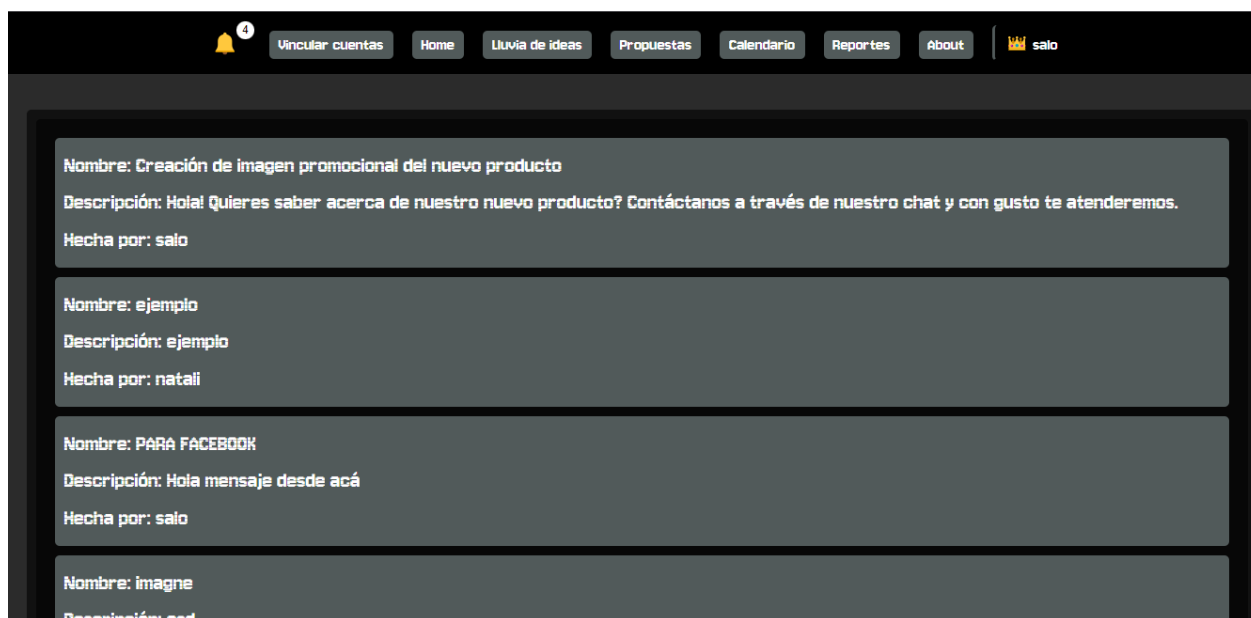 4
Vincular cuentas
Home
Lluvia de ideas
Propuestas
Calendario
Reportes
About
salo
Nombre: Creación de imagen promocional del nuevo producto
Descripción: Hola! Quieres saber acerca de nuestro nuevo producto? Contáctanos a través de nuestro chat y con gusto te atenderemos.
Hecha por: salo
Nombre: ejemplo
Descripción: ejemplo
Hecha por: natali
Nombre: PARA FACEBOOK
Descripción: Hola mensaje desde acá
Hecha por: salo
Nombre: imagne